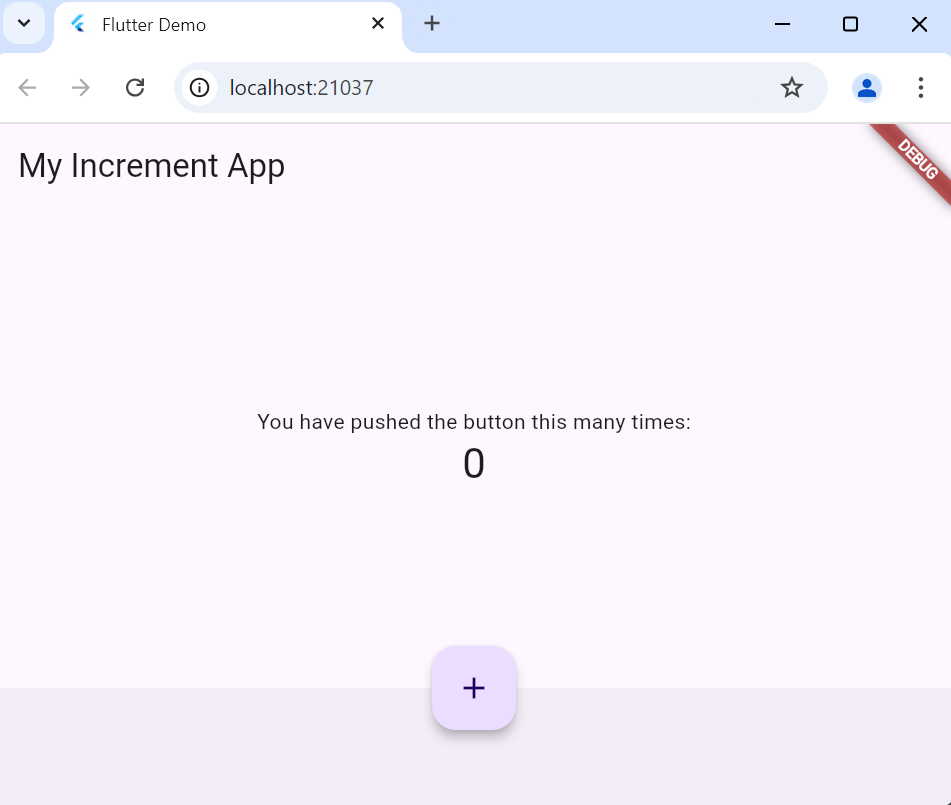 Flutter Demo
localhost:21037
My Increment App
DEBUG
You have pushed the button this many times:
0